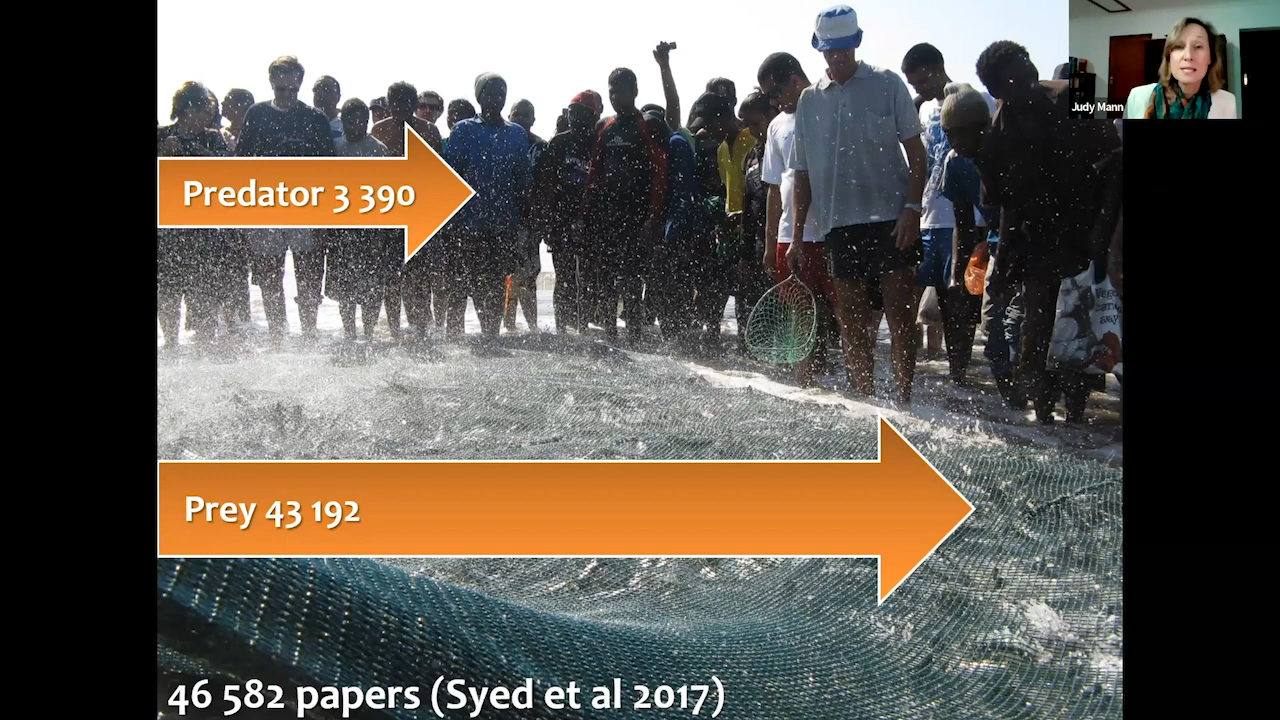 Judy Mann
Predator 3 390
Prey 43 192
46 582 papers (Syed et al 2017)